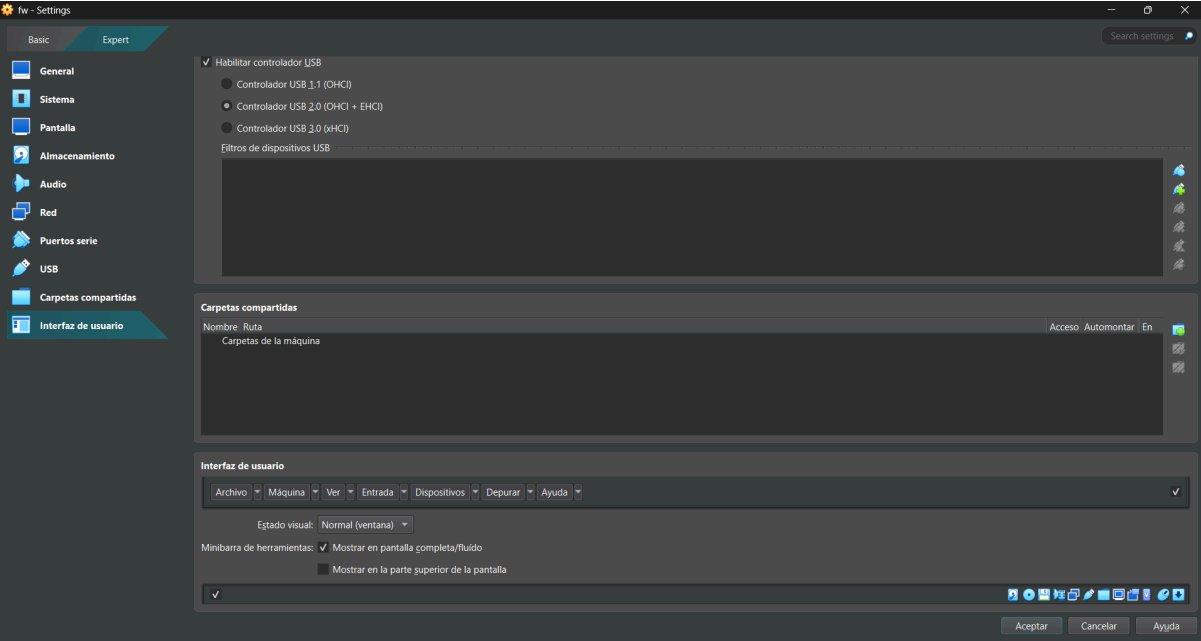 fw - Settings
Basic
Expert
Search settings
General
Sistema
Pantalla
Almacenamiento
Audio
Red
Puertos serie
USB
Carpetas compartidas
Interfaz de usuario
Habilitar controlador USB
Controlador USB 1.1 (OHCI)
Controlador USB 2.0 (OHCI + EHCI)
Controlador USB 3.0 (xHCI)
Filtros de dispositivos USB
Carpetas compartidas
Nombre Ruta Acceso Automontar En
Carpetas de la máquina
Interfaz de usuario
Archivo Máquina Ver Entrada Dispositivos Depurar Ayuda
Estado visual: Normal (ventana)
Minibarra de herramientas: Mostrar en pantalla completa/fluído
Mostrar en la parte superior de la pantalla
Aceptar Cancelar Ayuda